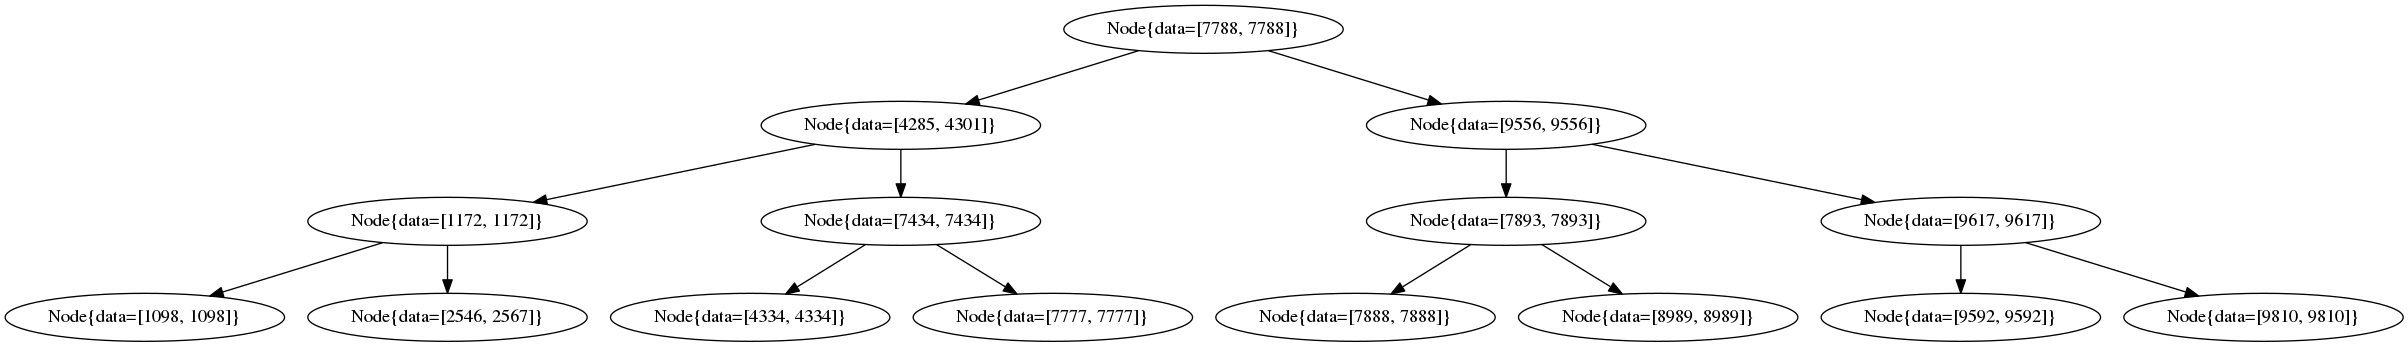 Node{data=[7788, 7788]}
Node{data=[4285, 4301]}
Node{data=[9556, 9556]}
Node{data=[1172, 1172]}
Node{data=[7434, 7434]}
Node{data=[7893, 7893]}
Node{data=[9617, 9617]}
Node{data=[1098, 1098]}
Node{data=[2546, 2567]}
Node{data=[4334, 4334]}
Node{data=[7777, 7777]}
Node{data=[7888, 7888]}
Node{data=[8989, 8989]}
Node{data=[9592, 9592]}
Node{data=[9810, 9810]}